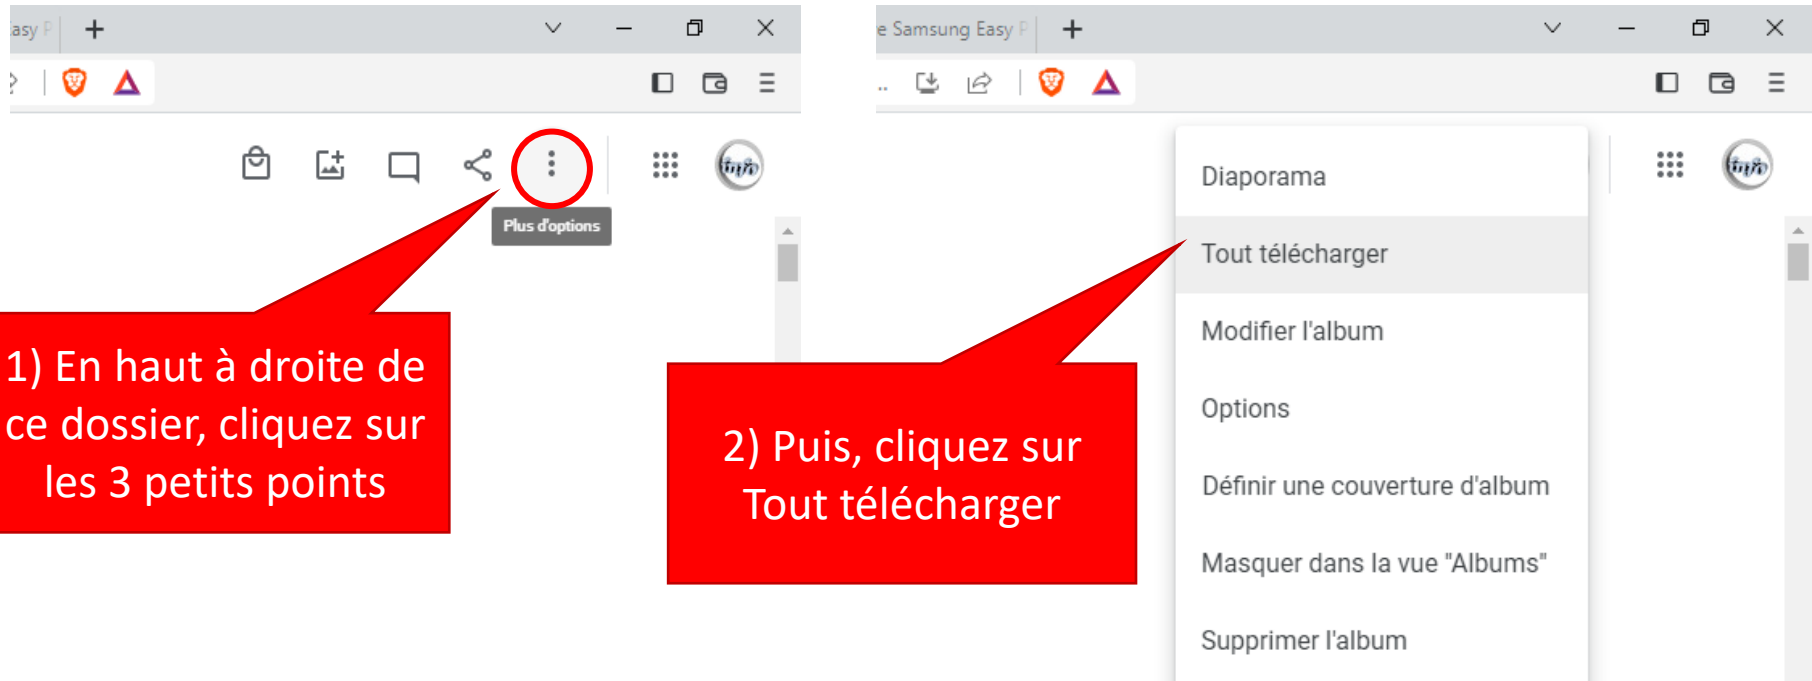 asy P
Plus d'options
1) En haut à droite de
ce dossier, cliquez sur
les 3 petits points
e Samsung Easy P
Diaporama
Tout télécharger
Modifier l'album
Options
Définir une couverture d'album
Masquer dans la vue "Albums"
Supprimer l'album
2) Puis, cliquez sur
Tout télécharger